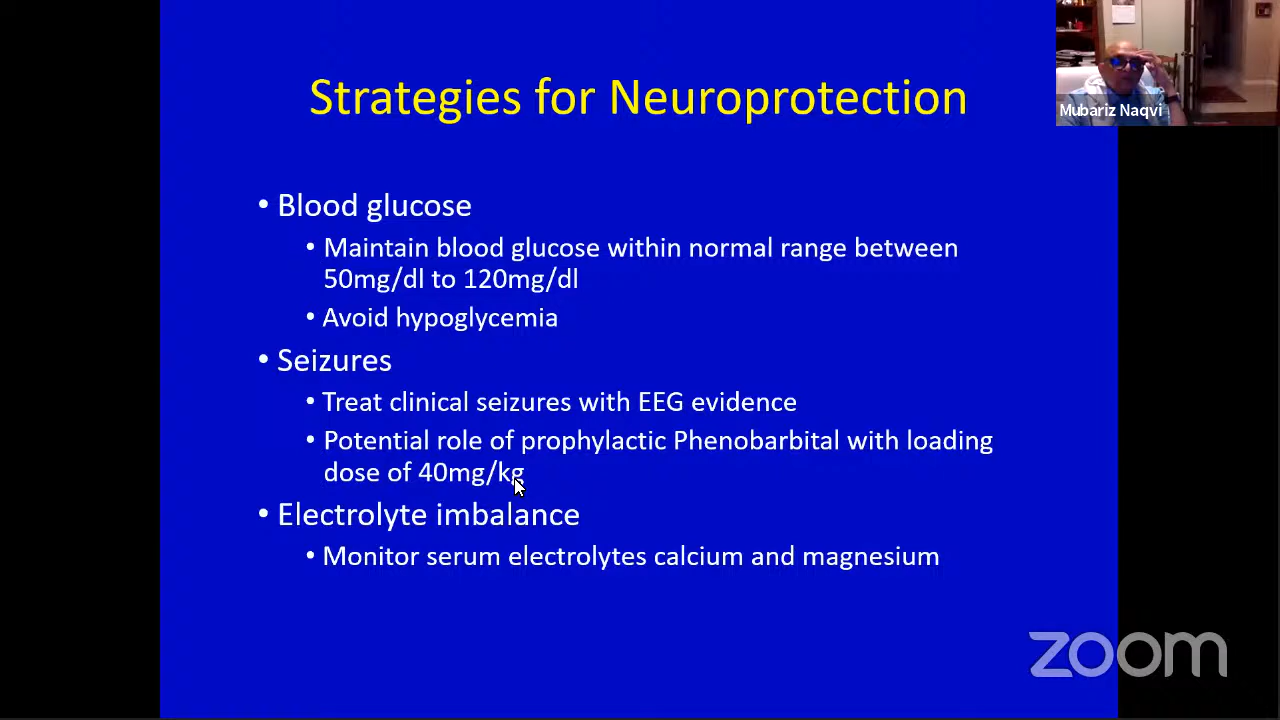 Strategies for Neuroprotection
Mubariz Naqvi
• Blood glucose
• Maintain blood glucose within normal range between
50mg/dl to 120mg/dl
• Avoid hypoglycemia
• Seizures
• Treat clinical seizures with EEG evidence
• Potential role of prophylactic Phenobarbital with loading
dose of 40mg/kg
• Electrolyte imbalance
• Monitor serum electrolytes calcium and magnesium
zoom